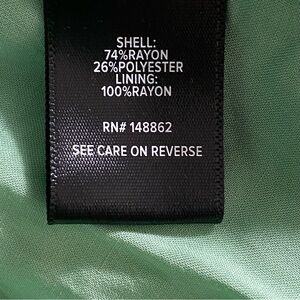 SHELL:
74%RAYON
26%POLYESTER
LINING:
100%RAYON
RN# 148862
SEE CARE ON REVERSE